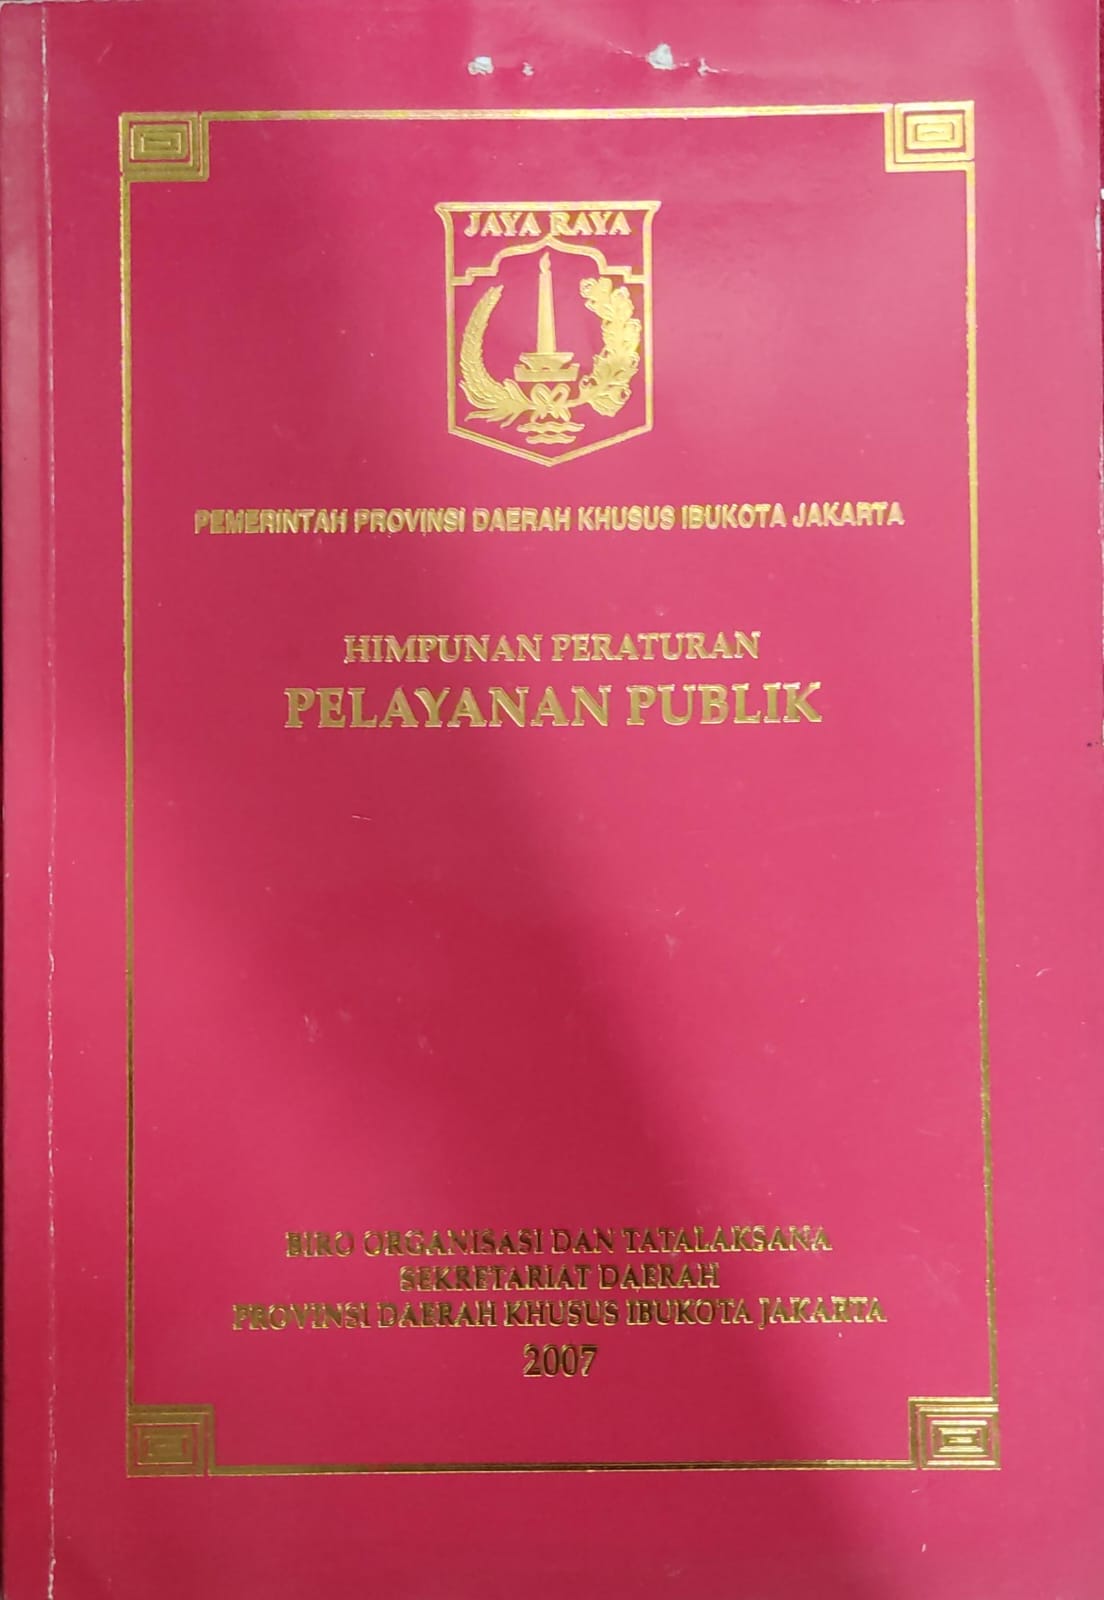 JAYA RAYA
PEMERINTAH PROVINSI DAERAH KHUSUS IBUKOTA JAKARTA
HIMPUNAN PERATURAN
PELAYANAN PUBLIK
BIRO ORGANISASI DAN TATALAKSANA
SEKRETARIAT DAERAH
PROVINSI DAERAH KHUSUS IBUKOTA JAKARTA
2007